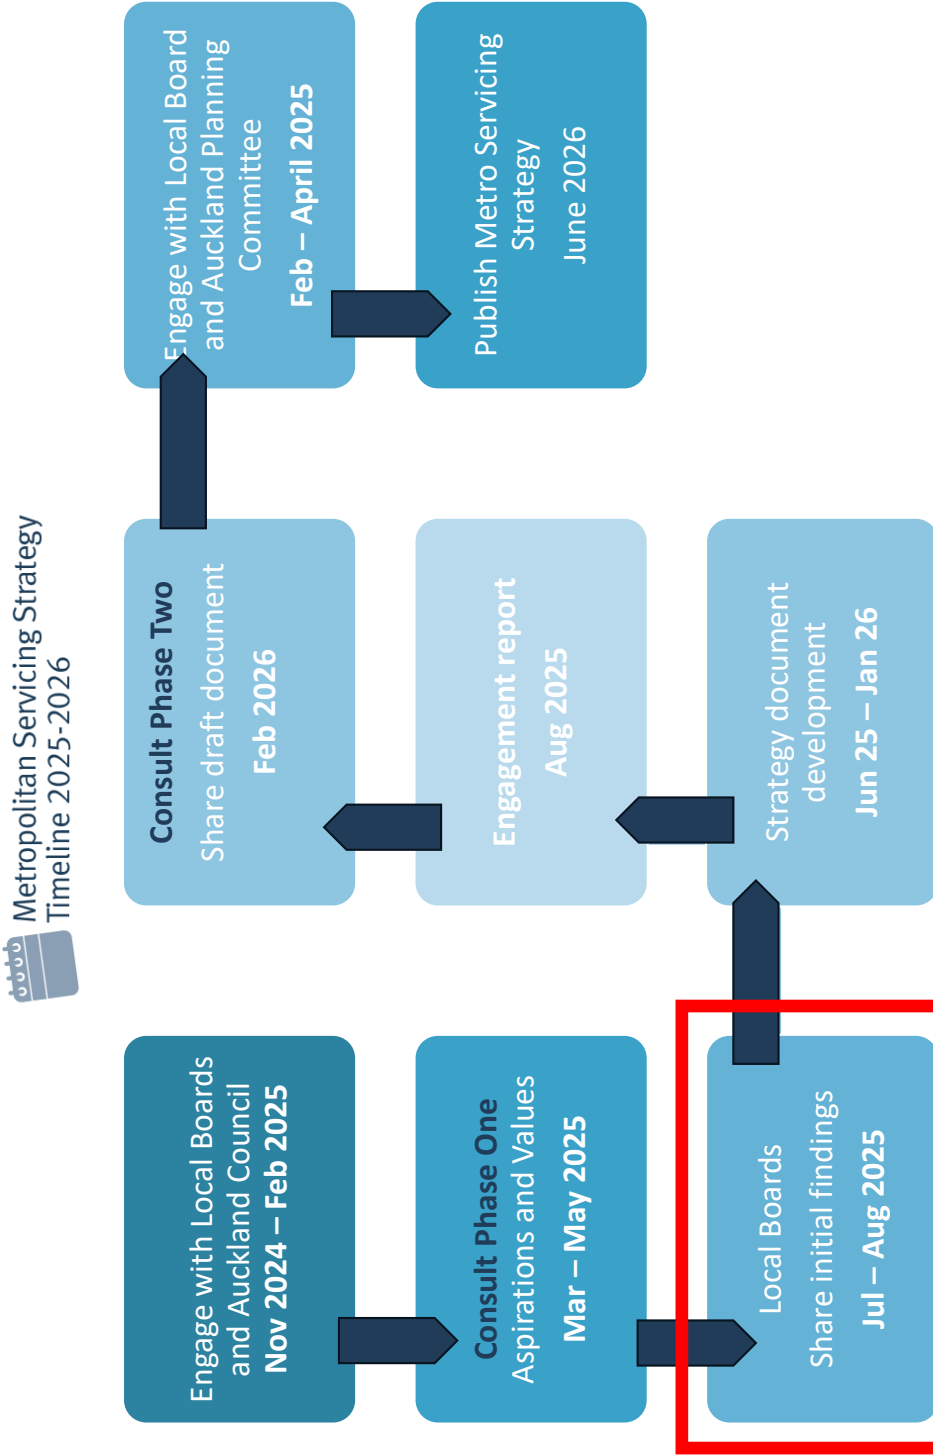 Metropolitan Servicing Strategy
Timeline 2025-2026
Engage with Local Boards
and Auckland Council
Nov 2024 – Feb 2025
Consult Phase One
Aspirations and Values
Mar – May 2025
Local Boards
Share initial findings
Jul – Aug 2025
Strategy document
development
Jun 25 – Jan 26
Engagement report
Aug 2025
Consult Phase Two
Share draft document
Feb 2026
Engage with Local Board
and Auckland Planning
Committee
Feb – April 2025
Publish Metro Servicing
Strategy
June 2026